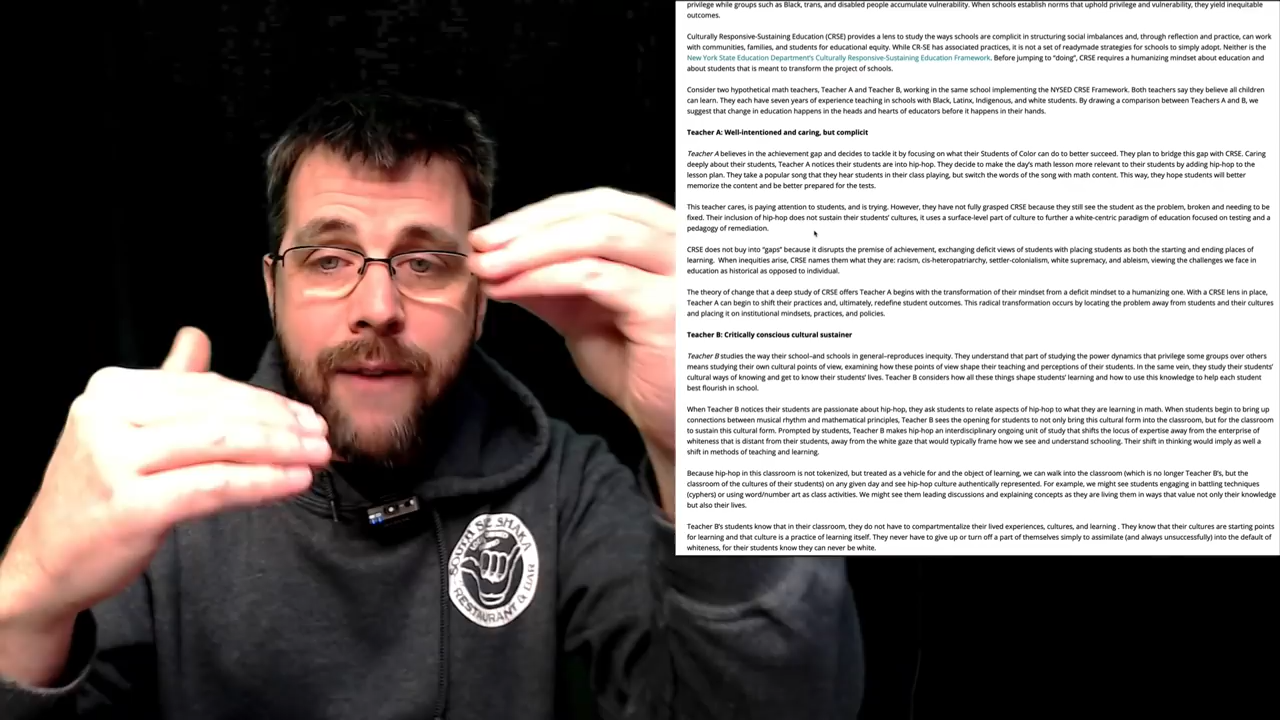 privilege while groups such as Black, trans, and disabled people accumulate vulnerability. When schools establish norms that uphold privilege and vulnerability, they yield inequitable
outcomes.
Culturally Responsive-Sustaining Education (CRSE) provides a lens to study the ways schools are complicit in structuring social imbalances and, through reflection and practice, can work
with communities, families, and students for educational equity. While CR-SE has associated practices, it is not a set of readymade strategies for schools to simply adopt. Neither is the
New York State Education Department's Culturally Responsive-Sustaining Education Framework. Before jumping to "doing", CRSE requires a humanizing mindset about education and
about students that is meant to transform the project of schools.
Consider two hypothetical math teachers, Teacher A and Teacher B, working in the same school implementing the NYSED CRSE Framework. Both teachers say they believe all children
can learn. They each have seven years of experience teaching in schools with Black, Latinx, Indigenous, and white students. By drawing a comparison between Teachers A and B, we
suggest that change in education happens in the heads and hearts of educators before it happens in their hands.
Teacher A: Well-intentioned and caring, but complicit
Teacher A believes in the achievement gap and decides to tackle it by focusing on what their Students of Color can do to better succeed. They plan to bridge this gap with CRSE. Caring
deeply about their students, Teacher A notices their students are into hip-hop. They decide to make the day's math lesson more relevant to their students by adding hip-hop to the
lesson plan. They take a popular song that they hear students in their class playing, but switch the words of the song with math content. This way, they hope students will better
memorize the content and be better prepared for the tests.
This teacher cares, is paying attention to students, and is trying. However, they have not fully grasped CRSE because they still see the student as the problem, broken and needing to be
fixed. Their inclusion of hip-hop does not sustain their students' cultures, it uses a surface-level part of culture to further a white-centric paradigm of education focused on testing and a
pedagogy of remediation.
CRSE does not buy into "gaps" because it disrupts the premise of achievement, exchanging deficit views of students with placing students as both the starting and ending places of
learning. When inequities arise, CRSE names them what they are: racism, cis-heteropatriarchy, settler-colonialism, white supremacy, and ableism, viewing the challenges we face in
education as historical as opposed to individual.
The theory of change that a deep study of CRSE offers Teacher A begins with the transformation of their mindset from a deficit mindset to a humanizing one. With a CRSE lens in place,
Teacher A can begin to shift their practices and, ultimately, redefine student outcomes. This radical transformation occurs by locating the problem away from students and their cultures
and placing it on institutional mindsets, practices, and policies.
Teacher B: Critically conscious cultural sustainer
Teacher B studies the way their school–and schools in general–reproduces inequity. They understand that part of studying the power dynamics that privilege some groups over others
means studying their own cultural points of view, examining how these points of view shape their teaching and perceptions of their students. In the same vein, they study their students'
cultural ways of knowing and get to know their students' lives. Teacher B considers how all these things shape students' learning and how to use this knowledge to help each student
best flourish in school.
When Teacher B notices their students are passionate about hip-hop, they ask students to relate aspects of hip-hop to what they are learning in math. When students begin to bring up
connections between musical rhythm and mathematical principles, Teacher B sees the opening for students to not only bring this cultural form into the classroom, but for the classroom
to sustain this cultural form. Prompted by students, Teacher B makes hip-hop an interdisciplinary ongoing unit of study that shifts the locus of expertise away from the enterprise of
whiteness that is distant from their students, away from the white gaze that would typically frame how we see and understand schooling. Their shift in thinking would imply as well a
shift in methods of teaching and learning.
Because hip-hop in this classroom is not tokenized, but treated as a vehicle for and the object of learning, we can walk into the classroom (which is no longer Teacher B's, but the
classroom of the cultures of their students) on any given day and see hip-hop culture authentically represented. For example, we might see students engaging in battling techniques
(cyphers) or using word/number art as class activities. We might see them leading discussions and explaining concepts as they are living them in ways that value not only their knowledge
but also their lives.
Teacher B's students know that in their classroom, they do not have to compartmentalize their lived experiences, cultures, and learning . They know that their cultures are starting points
for learning and that culture is a practice of learning itself. They never have to give up or turn off a part of themselves simply to assimilate (and always unsuccessfully) into the default of
whiteness, for their students know they can never be white.
SHAKA
RESTAURANT & BAR